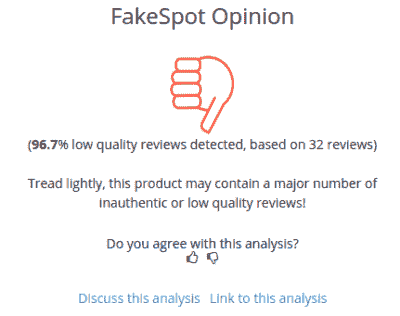 FakeSpot Opinion
(96.7% low quality reviews detected, based on 32 reviews)
Tread lightly, this product may contain a major number of
inauthentic or low quality reviews!
Do you agree with this analysis?
Discuss this analysis Link to this analysis